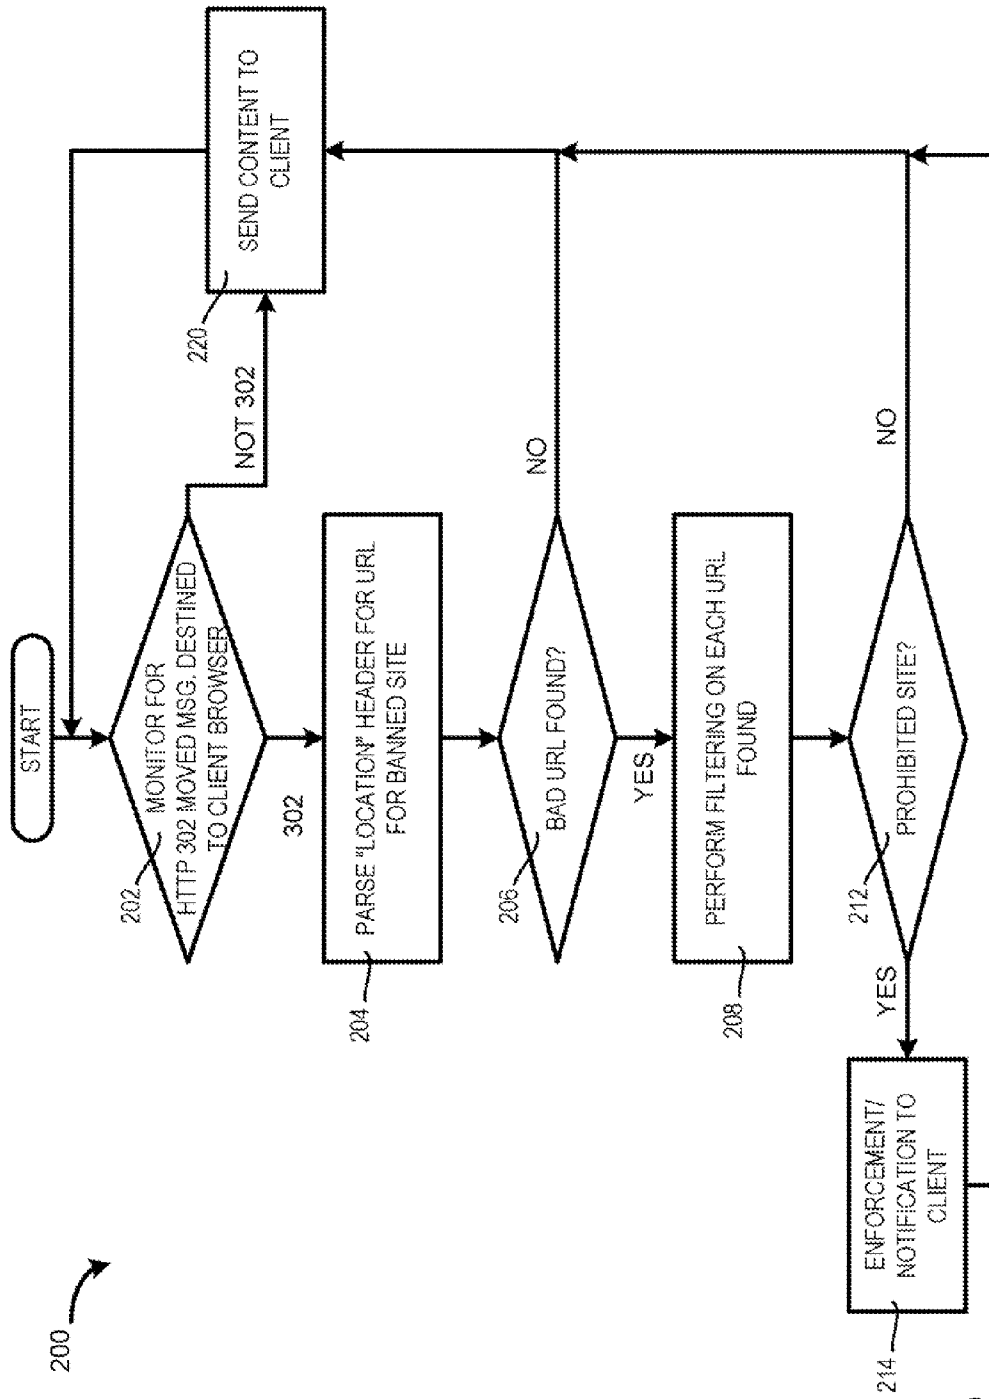 200
START
202
MONITOR FOR
HTTP 302 MOVED MSG. DESTINED
TO CLIENT BROWSER
NOT 302
220
SEND CONTENT TO
CLIENT
302
204
PARSE "LOCATION" HEADER FOR URL
FOR BANNED SITE
206
BAD URL FOUND?
NO
YES
208
PERFORM FILTERING ON EACH URL
FOUND
212
PROHIBITED SITE?
NO
YES
214
ENFORCEMENT/
NOTIFICATION TO
CLIENT